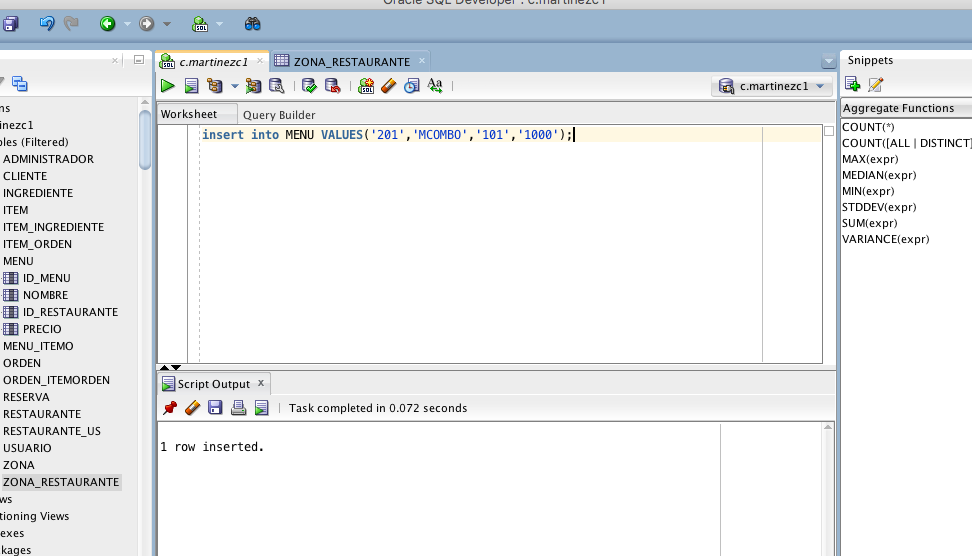 Oracle SQL Developer : c.martinezc1
c.martinezc1
ZONA_RESTAURANTE
Snippets
c.martinezc1
Worksheet
Query Builder
Aggregate Functions
insert into MENU VALUES('201','MCOMBO','101','1000');
COUNT(*)
COUNT([ALL | DISTINCT]
MAX(expr)
MEDIAN(expr)
MIN(expr)
STDDEV(expr)
SUM(expr)
VARIANCE(expr)
ns
inezc1
oles (Filtered)
ADMINISTRADOR
CLIENTE
INGREDIENTE
ITEM
ITEM_INGREDIENTE
ITEM_ORDEN
MENU
ID_MENU
NOMBRE
ID_RESTAURANTE
PRECIO
MENU_ITEMO
ORDEN
ORDEN_ITEMORDEN
RESERVA
RESTAURANTE
RESTAURANTE_US
USUARIO
ZONA
ZONA_RESTAURANTE
ws
tioning Views
exes
kages
Script Output
Task completed in 0.072 seconds
1 row inserted.